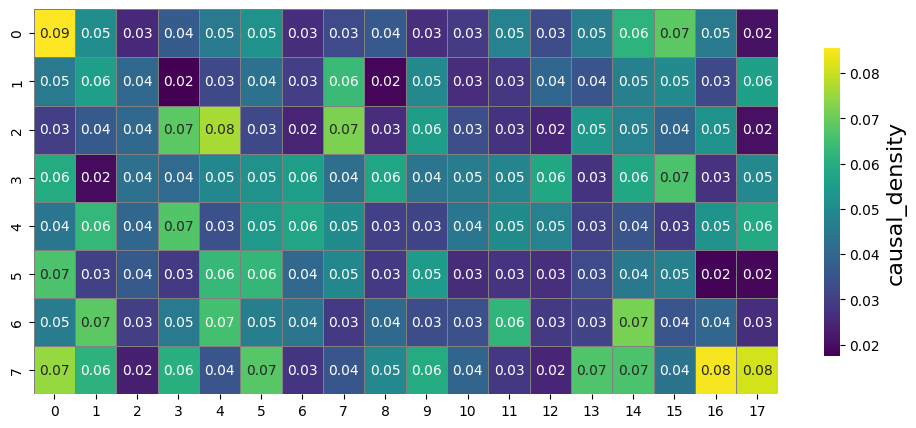 0 0.09 0.05 0.03 0.04 0.05 0.05 0.03 0.03 0.04 0.03 0.03 0.05 0.03 0.05 0.06 0.07 0.05 0.02
1 0.05 0.06 0.04 0.02 0.03 0.04 0.03 0.06 0.02 0.05 0.03 0.03 0.04 0.04 0.05 0.05 0.03 0.06
2 0.03 0.04 0.04 0.07 0.08 0.03 0.02 0.07 0.03 0.06 0.03 0.03 0.02 0.05 0.05 0.04 0.05 0.02
3 0.06 0.02 0.04 0.04 0.05 0.05 0.06 0.04 0.06 0.04 0.05 0.05 0.06 0.03 0.06 0.07 0.03 0.05
4 0.04 0.06 0.04 0.07 0.03 0.05 0.06 0.05 0.03 0.03 0.04 0.05 0.05 0.03 0.04 0.03 0.05 0.06
5 0.07 0.03 0.04 0.03 0.06 0.06 0.04 0.05 0.03 0.05 0.03 0.03 0.03 0.03 0.04 0.05 0.02 0.02
6 0.05 0.07 0.03 0.05 0.07 0.05 0.04 0.03 0.04 0.03 0.03 0.06 0.03 0.03 0.07 0.04 0.04 0.03
7 0.07 0.06 0.02 0.06 0.04 0.07 0.03 0.04 0.05 0.06 0.04 0.03 0.02 0.07 0.07 0.04 0.08 0.08
0 1 2 3 4 5 6 7 8 9 10 11 12 13 14 15 16 17
0.08
0.07
0.06
0.05
0.04
0.03
0.02
causal_density